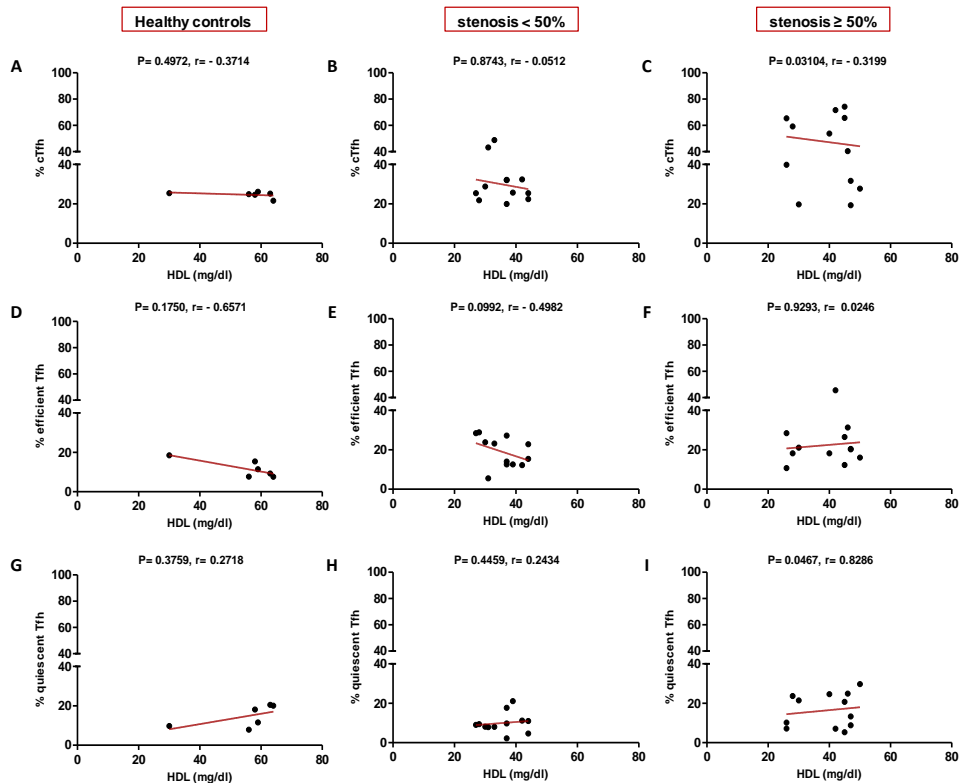 Healthy controls
stenosis < 50%
stenosis ≥ 50%
A
P= 0.4972, r= - 0.3714
% cTfh
100
80
60
40
40
20
0
0 20 40 60 80
HDL (mg/dl)
B
P= 0.8743, r= - 0.0512
% cTfh
100
80
60
40
40
20
0
0 20 40 60 80
HDL (mg/dl)
C
P= 0.03104, r= - 0.3199
% cTfh
100
80
60
40
40
20
0
0 20 40 60 80
HDL (mg/dl)
D
P= 0.1750, r= - 0.6571
% efficient Tfh
100
80
60
40
40
20
0
0 20 40 60 80
HDL (mg/dl)
E
P= 0.0992, r= - 0.4982
% efficient Tfh
100
80
60
40
40
20
0
0 20 40 60 80
HDL (mg/dl)
F
P= 0.9293, r= 0.0246
% efficient Tfh
100
80
60
40
40
20
0
0 20 40 60 80
HDL (mg/dl)
G
P= 0.3759, r= 0.2718
% quiescent Tfh
100
80
60
40
40
20
0
0 20 40 60 80
HDL (mg/dl)
H
P= 0.4459, r= 0.2434
% quiescent Tfh
100
80
60
40
40
20
0
0 20 40 60 80
HDL (mg/dl)
I
P= 0.0467, r= 0.8286
% quiescent Tfh
100
80
60
40
40
20
0
0 20 40 60 80
HDL (mg/dl)